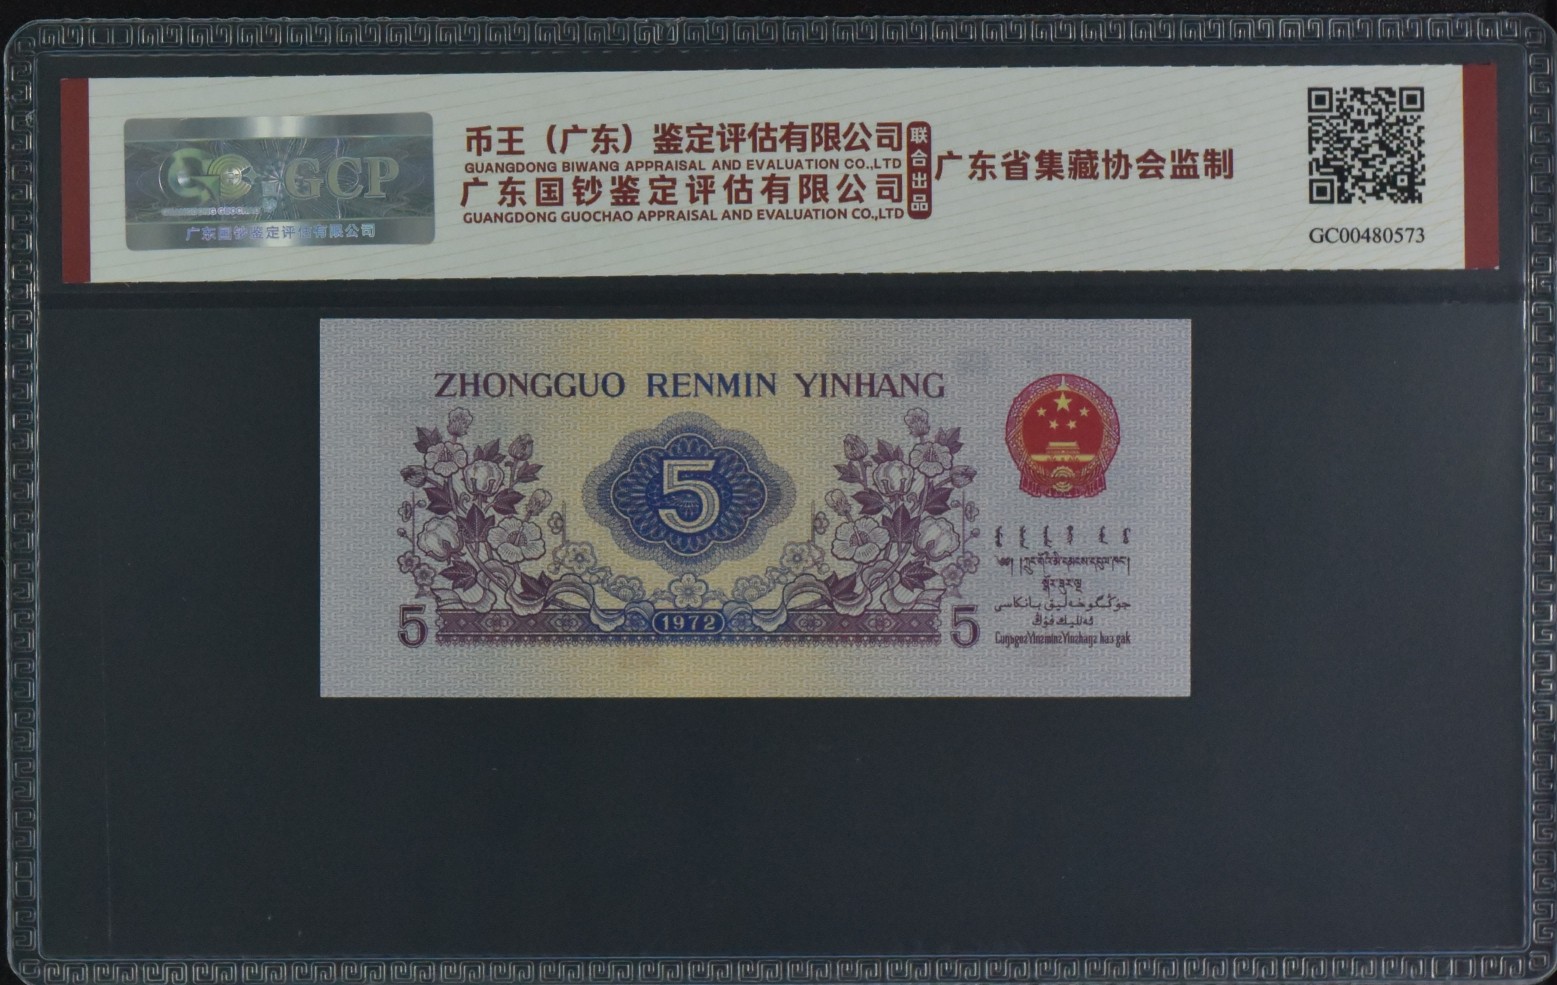 币王（广东）鉴定评估有限公司
GUANGDONG BIWANG APPRAISAL AND EVALUATION CO.,LTD
广东国钞鉴定评估有限公司
GUANGDONG GUOCHAO APPRAISAL AND EVALUATION CO.,LTD
联合出品
广东省集藏协会监制
GC00480573
GCP
广东国钞鉴定评估有限公司
ZHONGGUO RENMIN YINHANG
5
5
1972
5